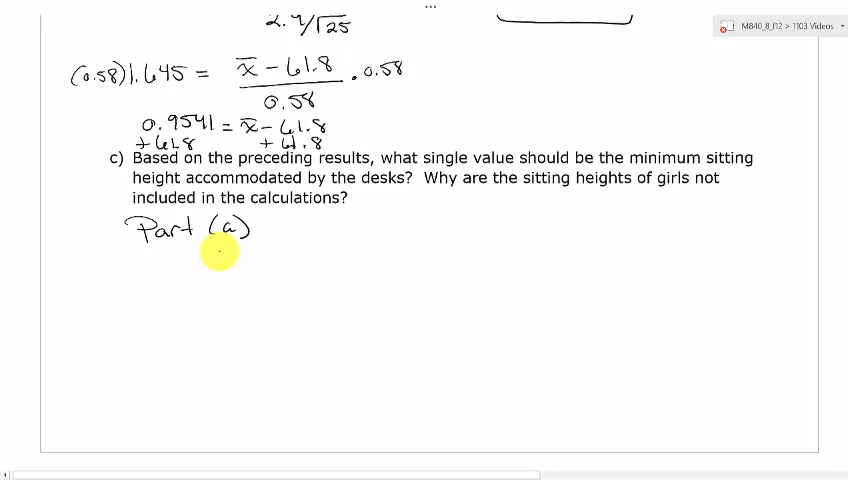 2.9/√25
M840_8_f12 > 1103 Videos
(0.58)1.645 = x̄ - 61.8 / 0.58 · 0.58
0.9541 = x̄ - 61.8
+61.8 +61.8
c) Based on the preceding results, what single value should be the minimum sitting
height accommodated by the desks? Why are the sitting heights of girls not
included in the calculations?
Part (a)